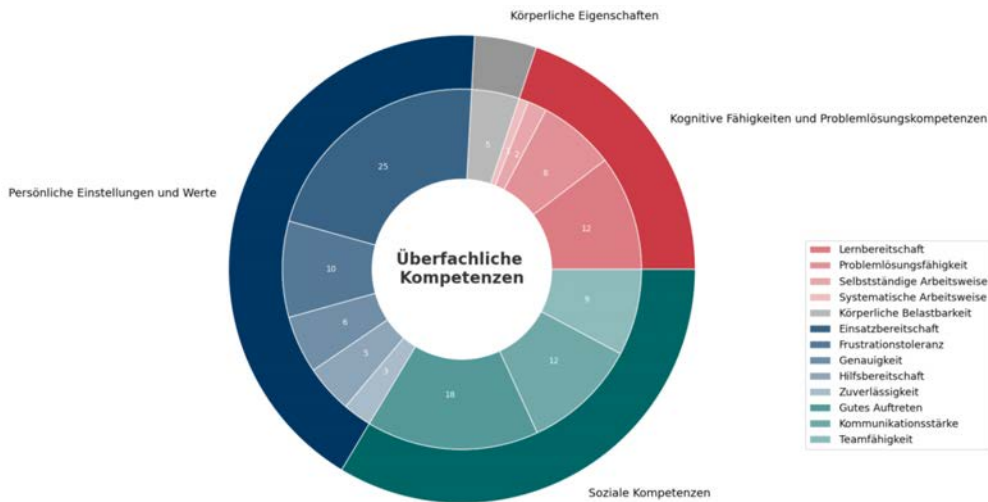 Körperliche Eigenschaften
Kognitive Fähigkeiten und Problemlösungskompetenzen
Persönliche Einstellungen und Werte
Soziale Kompetenzen
Überfachliche
Kompetenzen
12
8
2
1
5
25
10
6
5
3
18
12
9
Lernbereitschaft
Problemlösungsfähigkeit
Selbstständige Arbeitsweise
Systematische Arbeitsweise
Körperliche Belastbarkeit
Einsatzbereitschaft
Frustrationstoleranz
Genauigkeit
Hilfsbereitschaft
Zuverlässigkeit
Gutes Auftreten
Kommunikationsstärke
Teamfähigkeit